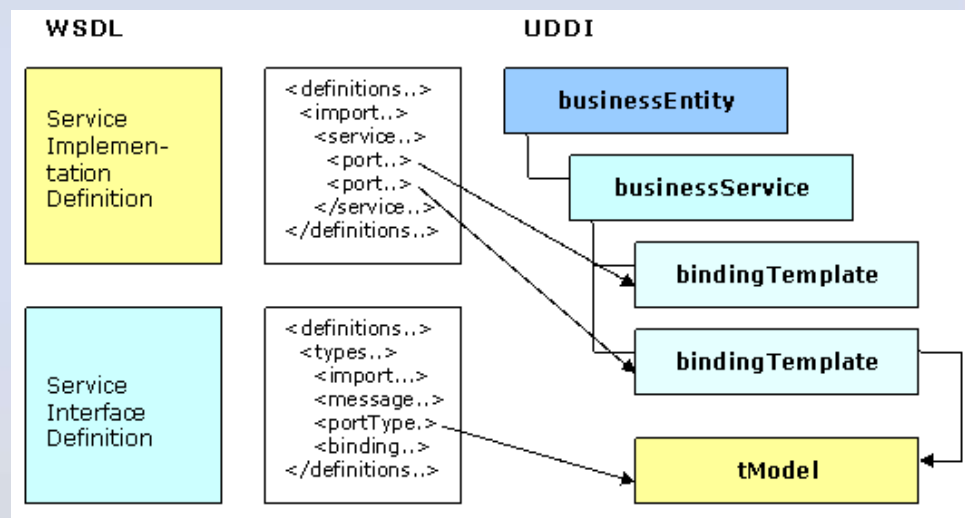 WSDL
UDDI
Service
Implemen-
tation
Definition
<definitions..>
<import..>
<service..>
<port..>
<port..>
</service..>
</definitions..>
businessEntity
businessService
bindingTemplate
bindingTemplate
Service
Interface
Definition
<definitions..>
<types..>
<import...>
<message..>
<portType.>
<binding..>
</definitions..>
tModel